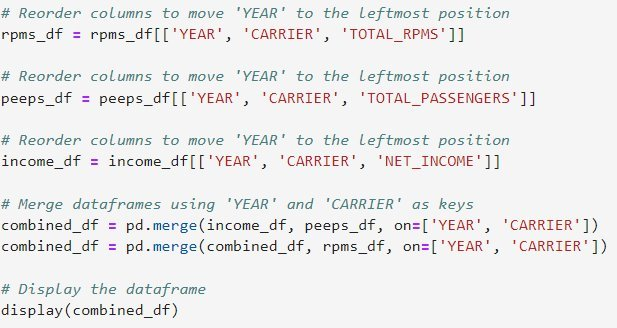 # Reorder columns to move 'YEAR' to the leftmost position
rpms_df = rpms_df[['YEAR', 'CARRIER', 'TOTAL_RPMS']]

# Reorder columns to move 'YEAR' to the leftmost position
peeps_df = peeps_df[['YEAR', 'CARRIER', 'TOTAL_PASSENGERS']]

# Reorder columns to move 'YEAR' to the leftmost position
income_df = income_df[['YEAR', 'CARRIER', 'NET_INCOME']]

# Merge dataframes using 'YEAR' and 'CARRIER' as keys
combined_df = pd.merge(income_df, peeps_df, on=['YEAR', 'CARRIER'])
combined_df = pd.merge(combined_df, rpms_df, on=['YEAR', 'CARRIER'])

# Display the dataframe
display(combined_df)